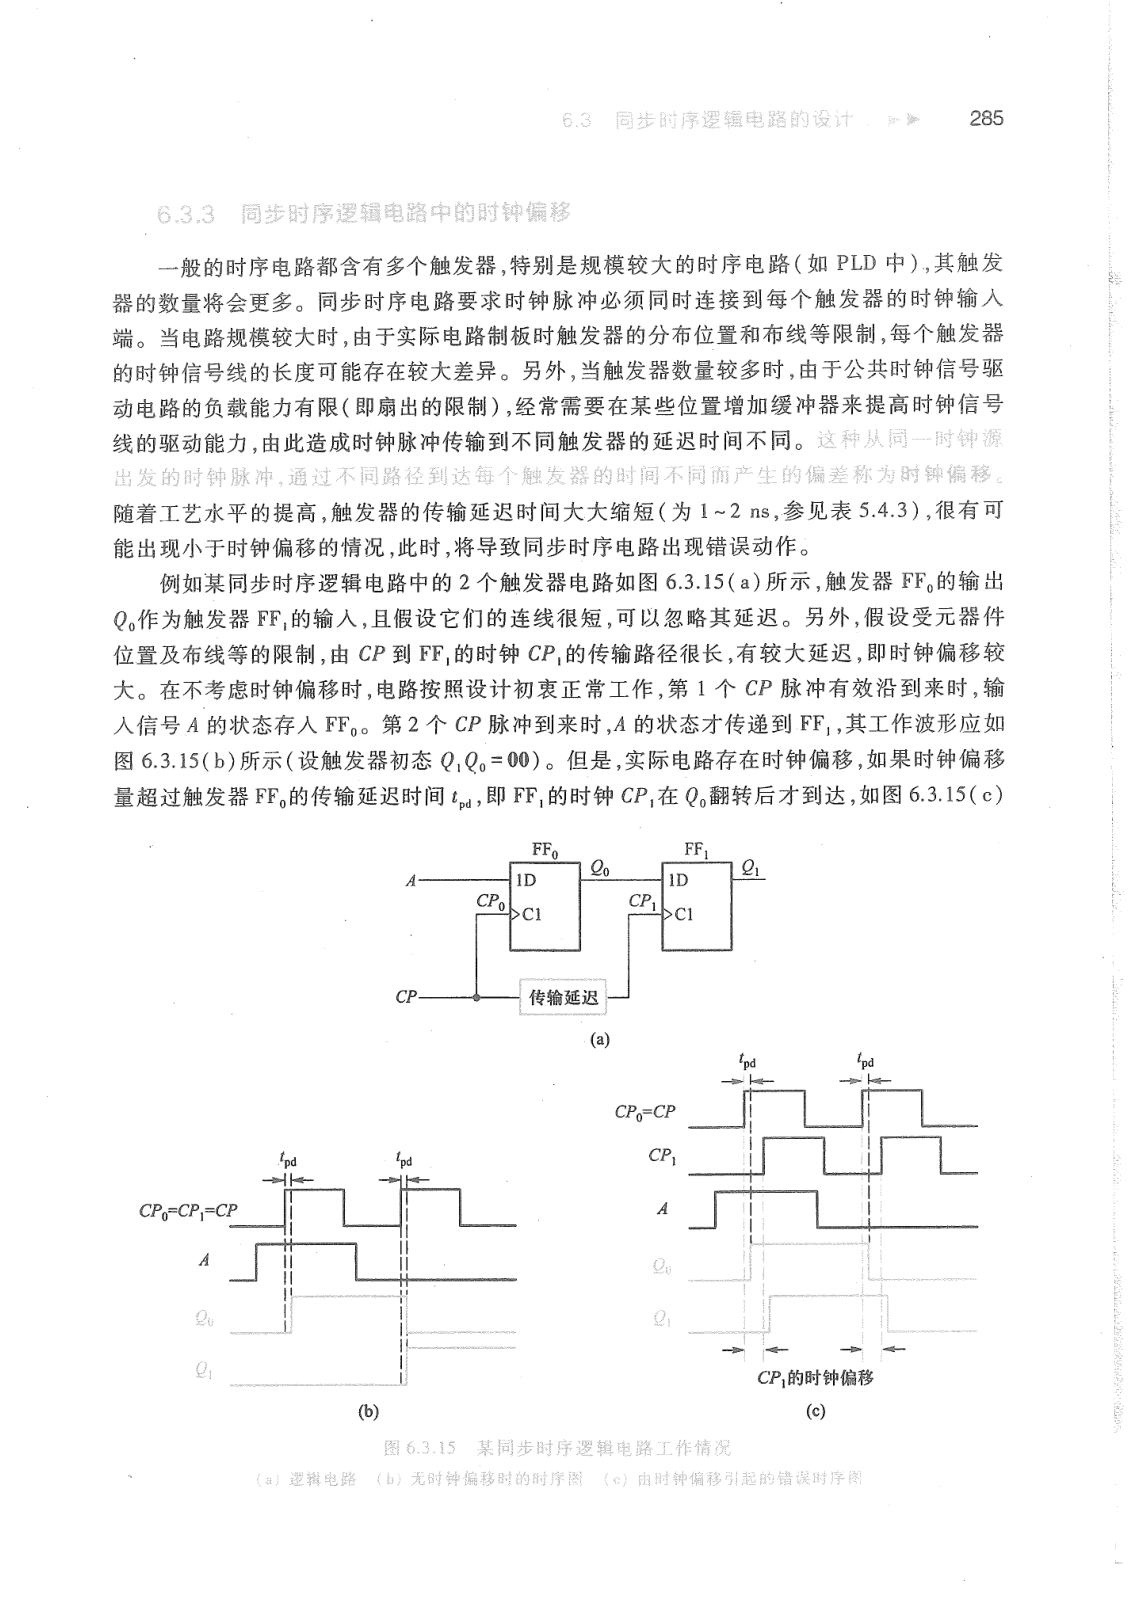 6.3 同步时序逻辑电路的设计 285
6.3.3 同步时序逻辑电路中的时钟偏移
一般的时序电路都含有多个触发器,特别是规模较大的时序电路(如 PLD 中),其触发
器的数量将会更多。同步时序电路要求时钟脉冲必须同时连接到每个触发器的时钟输入
端。当电路规模较大时,由于实际电路制板时触发器的分布位置和布线等限制,每个触发器
的时钟信号线的长度可能存在较大差异。另外,当触发器数量较多时,由于公共时钟信号驱
动电路的负载能力有限(即扇出的限制),经常需要在某些位置增加缓冲器来提高时钟信号
线的驱动能力,由此造成时钟脉冲传输到不同触发器的延迟时间不同。这种从同一时钟源
出发的时钟脉冲,通过不同路径到达每个触发器的时间不同而产生的偏差称为时钟偏移。
随着工艺水平的提高,触发器的传输延迟时间大大缩短(为 1~2 ns,参见表 5.4.3),很有可
能出现小于时钟偏移的情况,此时,将导致同步时序电路出现错误动作。
例如某同步时序逻辑电路中的 2 个触发器电路如图 6.3.15(a)所示,触发器 FF₀的输出
Q₀作为触发器 FF₁的输入,且假设它们的连线很短,可以忽略其延迟。另外,假设受元器件
位置及布线等的限制,由 CP 到 FF₁的时钟 CP₁的传输路径很长,有较大延迟,即时钟偏移较
大。在不考虑时钟偏移时,电路按照设计初衷正常工作,第 1 个 CP 脉冲有效沿到来时,输
入信号 A 的状态存入 FF₀。第 2 个 CP 脉冲到来时,A 的状态才传递到 FF₁,其工作波形应如
图 6.3.15(b)所示(设触发器初态 Q₁Q₀=00)。但是,实际电路存在时钟偏移,如果时钟偏移
量超过触发器 FF₀的传输延迟时间 tpd,即 FF₁的时钟 CP₁在 Q₀翻转后才到达,如图 6.3.15(c)
FF₀ FF₁
A 1D Q₀ 1D Q₁
CP₀ C1 CP₁ C1
CP 传输延迟
(a)
tpd tpd
CP₀=CP
CP₁
A
Q₀
Q₁
CP₁的时钟偏移
(c)
tpd tpd
CP₀=CP₁=CP
A
Q₀
Q₁
(b)
图 6.3.15 某同步时序逻辑电路工作情况
(a) 逻辑电路 (b) 无时钟偏移时的时序图 (c) 由时钟偏移引起的错误时序图